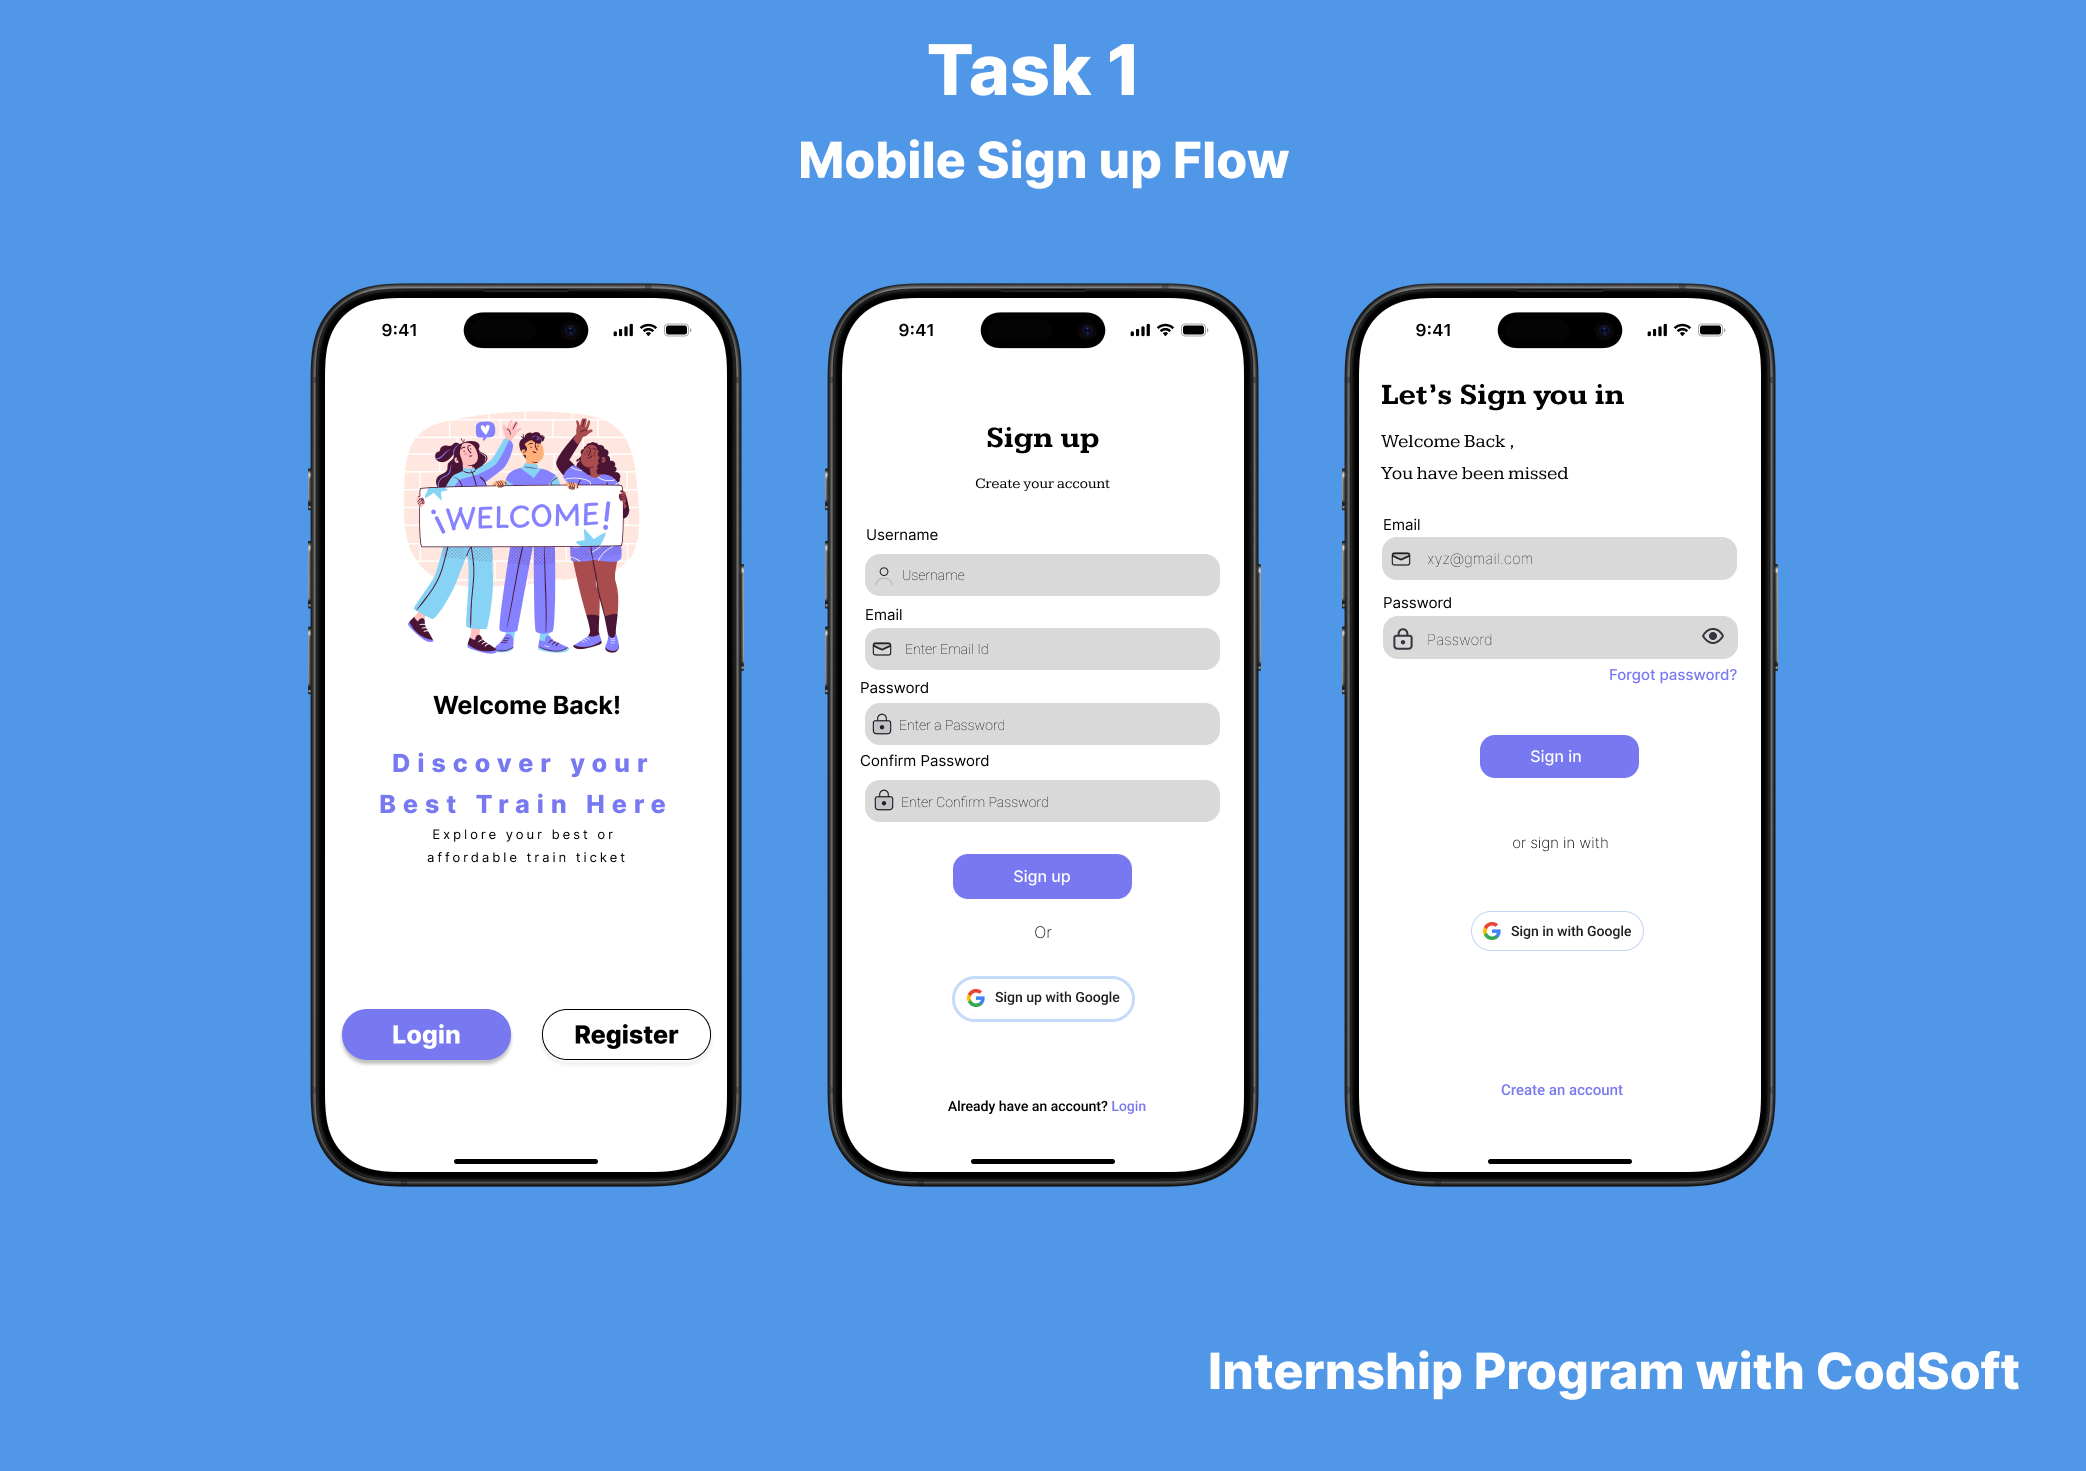 Task 1
Mobile Sign up Flow
9:41
¡WELCOME!
Welcome Back!
Discover your
Best Train Here
Explore your best or
affordable train ticket
Login
Register
9:41
Sign up
Create your account
Username
Username
Email
Enter Email Id
Password
Enter a Password
Confirm Password
Enter Confirm Password
Sign up
Or
Sign up with Google
Already have an account? Login
9:41
Let's Sign you in
Welcome Back ,
You have been missed
Email
xyz@gmail.com
Password
Password
Forgot password?
Sign in
or sign in with
Sign in with Google
Create an account
Internship Program with CodSoft